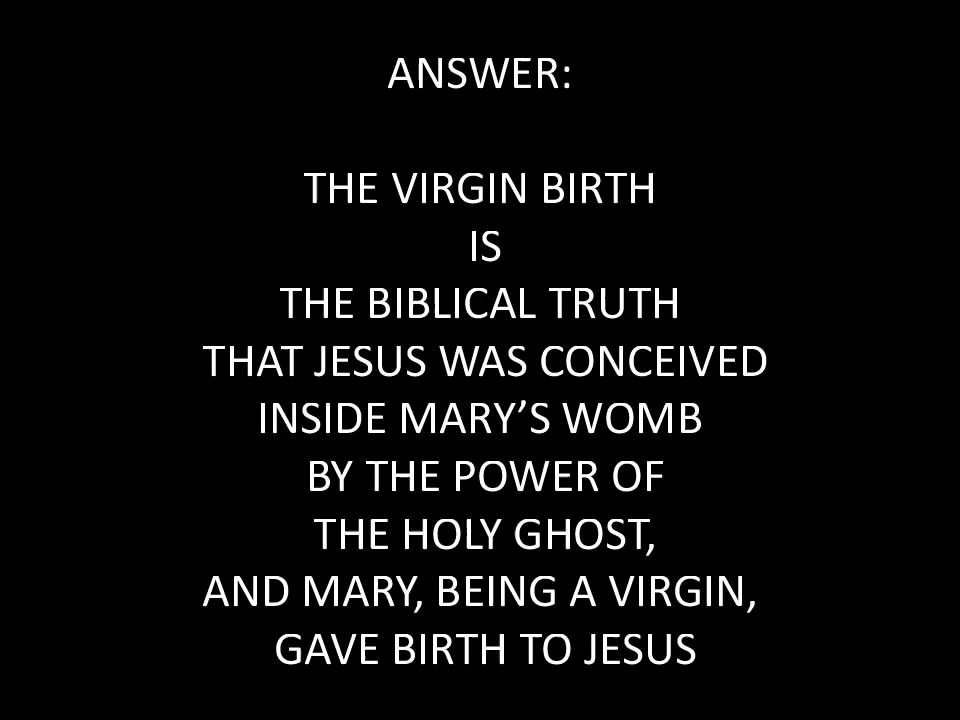 ANSWER:
THE VIRGIN BIRTH
IS
THE BIBLICAL TRUTH
THAT JESUS WAS CONCEIVED
INSIDE MARY’S WOMB
BY THE POWER OF
THE HOLY GHOST,
AND MARY, BEING A VIRGIN,
GAVE BIRTH TO JESUS